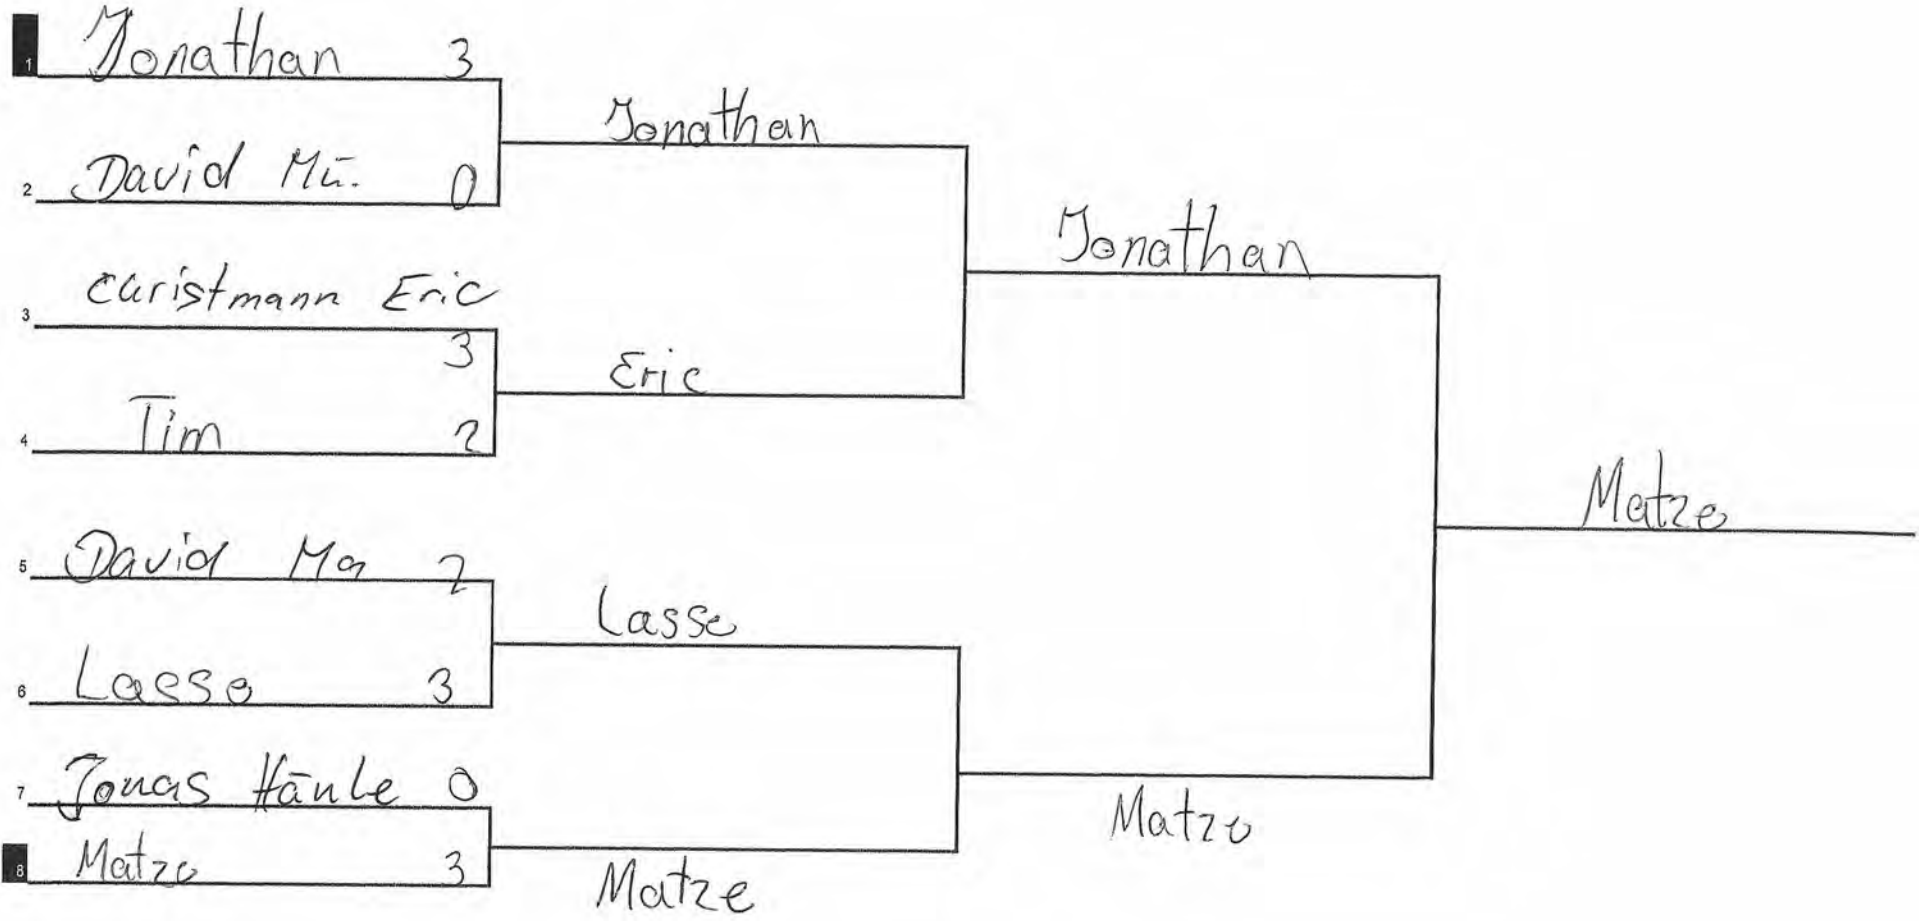 1 Jonathan 3
2 David Mü. 0
3 Christmann Eric
3
4 Tim 2
5 David Ma 2
6 Lasse 3
7 Jonas Hänle 0
8 Matze 3
Jonathan
Eric
Lasse
Matze
Jonathan
Matze
Matze